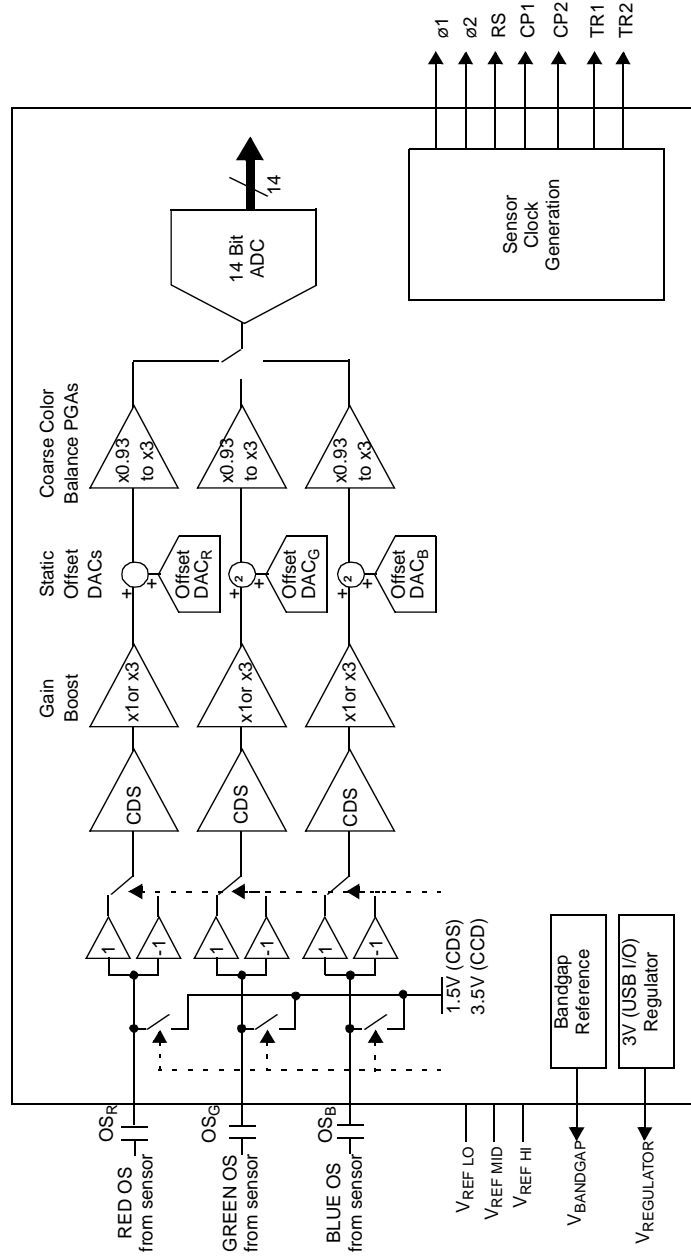 RED OS
from sensor
OSR
GREEN OS
from sensor
OSG
BLUE OS
from sensor
OSB
VREF LO
VREF MID
VREF HI
VBANDGAP
VREGULATOR
1
-1
1
-1
1
-1
1.5V (CDS)
3.5V (CCD)
Bandgap
Reference
3V (USB I/O)
Regulator
CDS
CDS
CDS
Gain
Boost
x1or x3
x1or x3
x1or x3
Static
Offset
DACs
+
+
Offset
DACR
+
2
+
Offset
DACG
+
2
+
Offset
DACB
Coarse Color
Balance PGAs
x0.93
to x3
x0.93
to x3
x0.93
to x3
14 Bit
ADC
14
Sensor
Clock
Generation
ø1
ø2
RS
CP1
CP2
TR1
TR2